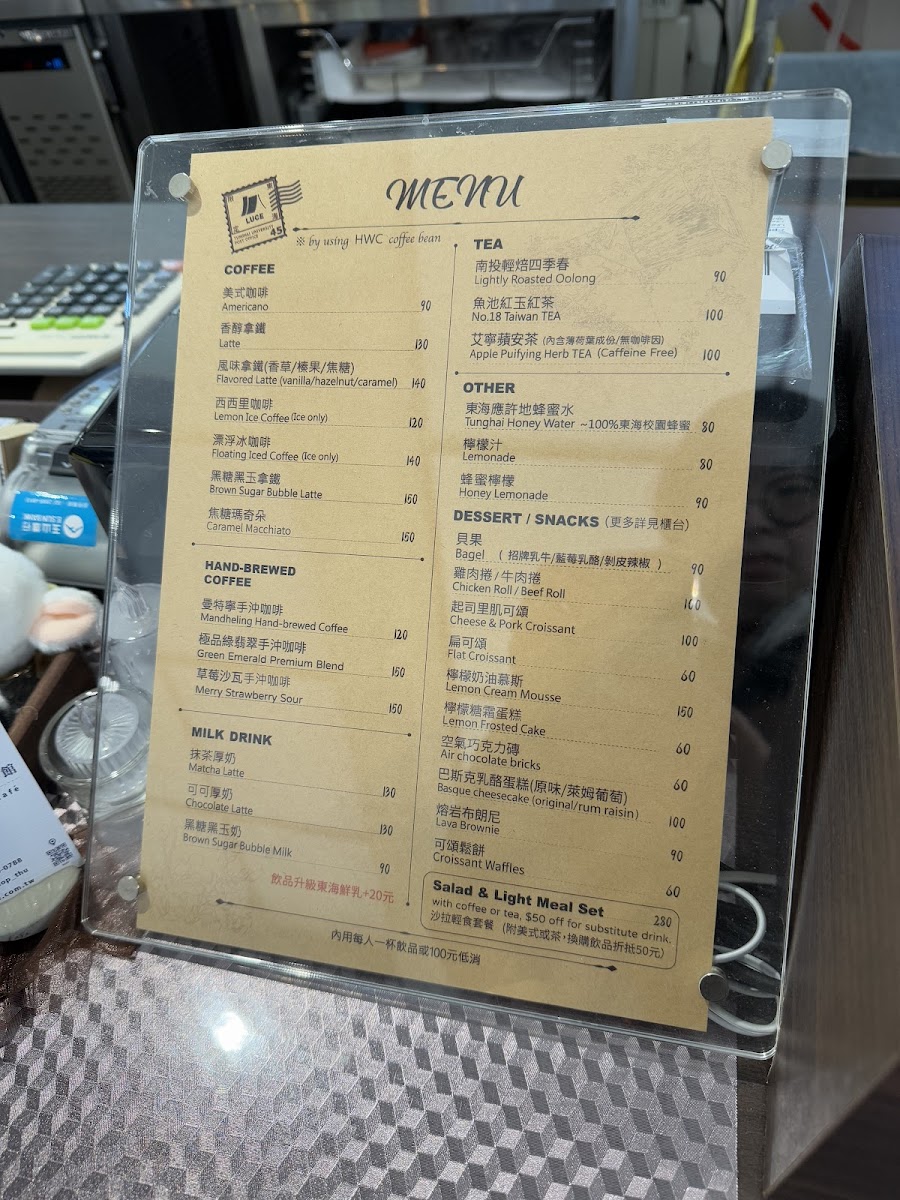 MENU
LUCE
TUNGHAI UNIVERSITY
POST OFFICE
45
※ by using HWC coffee bean
COFFEE
美式咖啡
Americano 90
香醇拿鐵
Latte 130
風味拿鐵(香草/榛果/焦糖)
Flavored Latte (vanilla/hazelnut/caramel) 140
西西里咖啡
Lemon Ice Coffee (Ice only) 120
漂浮冰咖啡
Floating Iced Coffee (Ice only) 140
黑糖黑玉拿鐵
Brown Sugar Bubble Latte 150
焦糖瑪奇朵
Caramel Macchiato 150
HAND-BREWED
COFFEE
曼特寧手沖咖啡
Mandheling Hand-brewed Coffee 120
極品綠翡翠手沖咖啡
Green Emerald Premium Blend 150
草莓沙瓦手沖咖啡
Merry Strawberry Sour 150
MILK DRINK
抹茶厚奶
Matcha Latte 130
可可厚奶
Chocolate Latte 130
黑糖黑玉奶
Brown Sugar Bubble Milk 90
飲品升級東海鮮乳+20元
TEA
南投輕焙四季春
Lightly Roasted Oolong 90
魚池紅玉紅茶
No.18 Taiwan TEA 100
艾寧蘋安茶 (內含薄荷葉成份/無咖啡因)
Apple Puifying Herb TEA (Caffeine Free) 100
OTHER
東海應許地蜂蜜水
Tunghai Honey Water ~100%東海校園蜂蜜 80
檸檬汁
Lemonade 80
蜂蜜檸檬
Honey Lemonade 90
DESSERT / SNACKS (更多詳見櫃台)
貝果
Bagel ( 招牌乳牛/藍莓乳酪/剝皮辣椒 ) 90
雞肉捲/牛肉捲
Chicken Roll / Beef Roll 100
起司里肌可頌
Cheese & Pork Croissant 100
扁可頌
Flat Croissant 60
檸檬奶油慕斯
Lemon Cream Mousse 150
檸檬糖霜蛋糕
Lemon Frosted Cake 60
空氣巧克力磚
Air chocolate bricks 60
巴斯克乳酪蛋糕(原味/萊姆葡萄)
Basque cheesecake (original/rum raisin) 100
熔岩布朗尼
Lava Brownie 90
可頌鬆餅
Croissant Waffles 60
Salad & Light Meal Set 280
with coffee or tea, $50 off for substitute drink.
沙拉輕食套餐 (附美式或茶,換購飲品折抵50元)
內用每人一杯飲品或100元低消
玉山銀行
E.SUN BANK
館
afé
-0788
op.thu
.com.tw